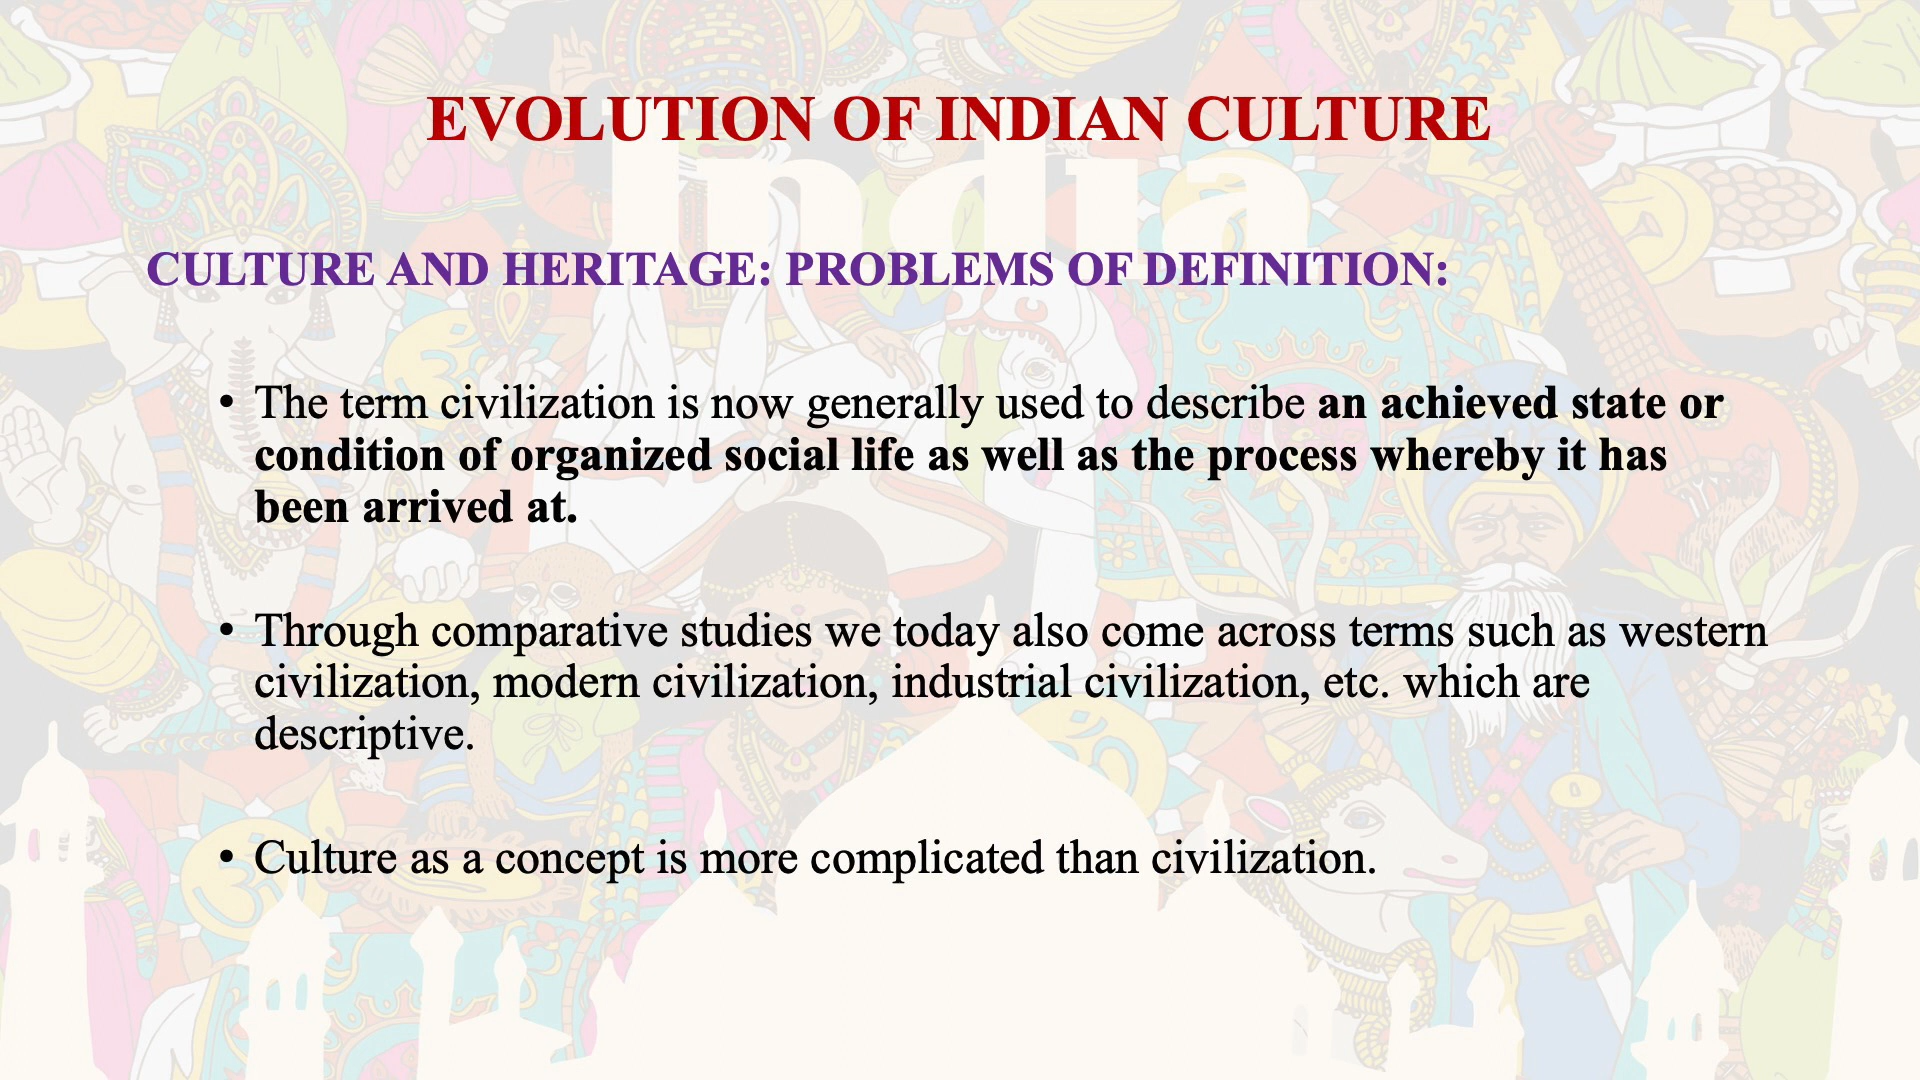 EVOLUTION OF INDIAN CULTURE
India
CULTURE AND HERITAGE: PROBLEMS OF DEFINITION:
• The term civilization is now generally used to describe an achieved state or
condition of organized social life as well as the process whereby it has
been arrived at.
• Through comparative studies we today also come across terms such as western
civilization, modern civilization, industrial civilization, etc. which are
descriptive.
• Culture as a concept is more complicated than civilization.